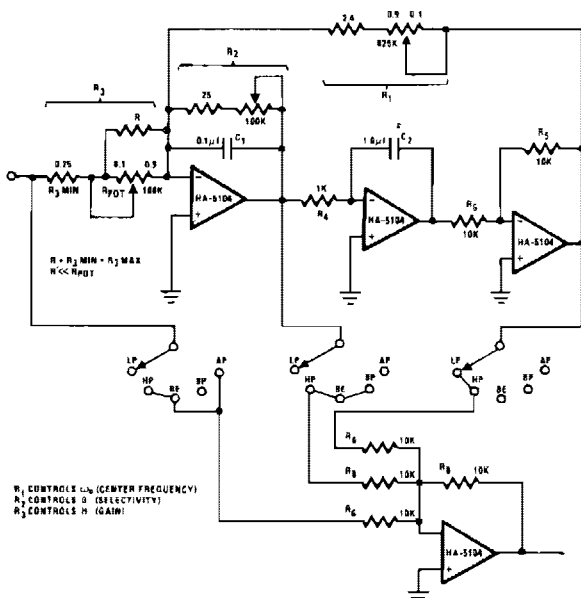 2.4
0.9 0.1
825K
R1
R2
25
100K
R3
R
0.1μf C1
1.0μf C2
R5
10K
0.25
R3 MIN
0.1 0.9
RPOT 100K
-
+
HA-5104
1K
R4
-
+
HA-5104
R6
10K
-
+
HA-5104
R = R3 MIN + R3 MAX
R << RPOT
LP
HP
BE
BP
AP
LP
HP
BE
BP
AP
LP
HP
BE
BP
AP
R6 10K
R8 10K
R8
10K
R6 10K
-
+
HA-5104
R1 CONTROLS ω0 (CENTER FREQUENCY)
R2 CONTROLS Q (SELECTIVITY)
R3 CONTROLS H (GAIN)